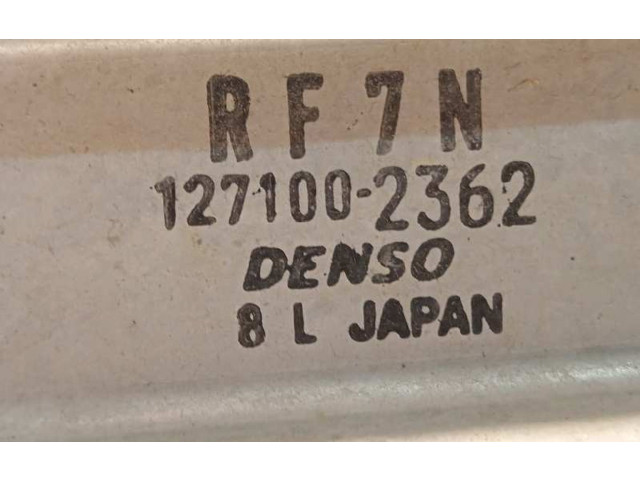 RF7N
127100-2362
DENSO
8 L JAPAN